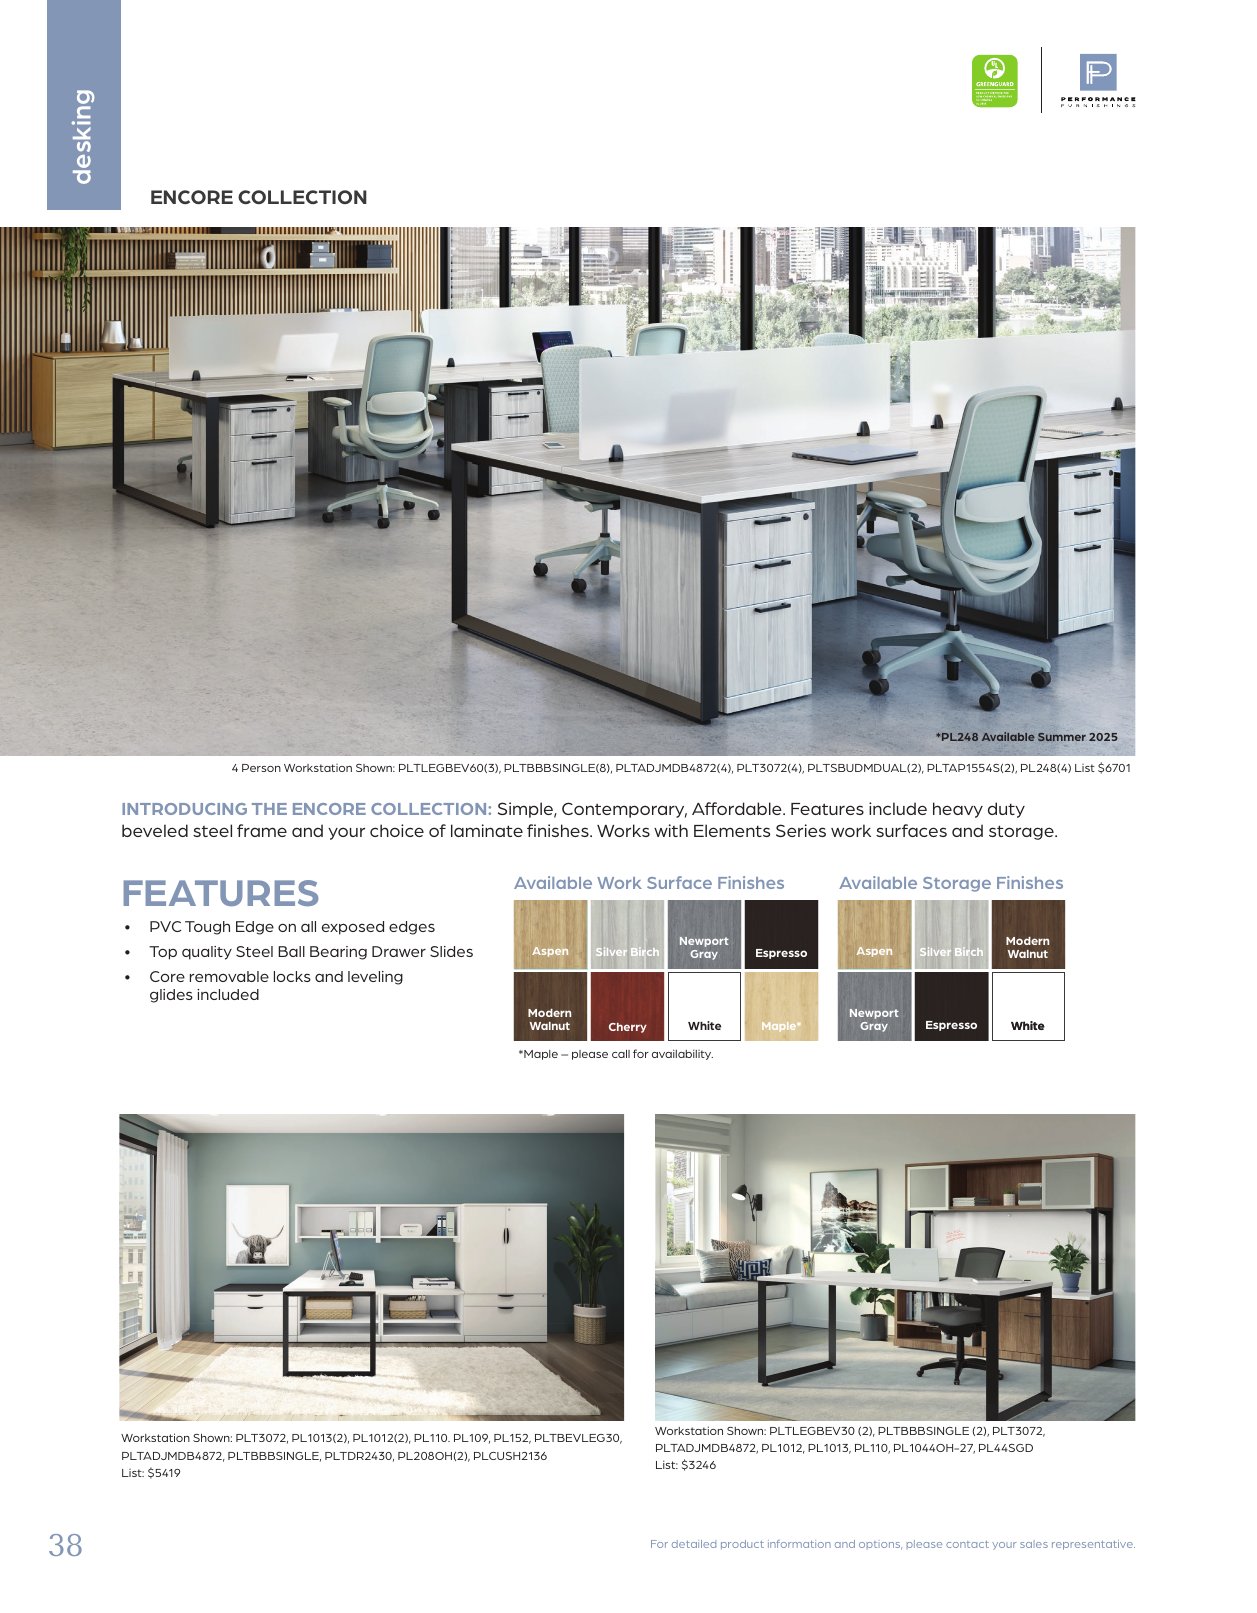 desking
GREENGUARD
PERFORMANCE
FURNISHINGS
ENCORE COLLECTION
*PL248 Available Summer 2025
4 Person Workstation Shown: PLTLEGBEV60(3), PLTBBBSINGLE(8), PLTADJMDB4872(4), PLT3072(4), PLTSBUDMDUAL(2), PLTAP1554S(2), PL248(4) List $6701
INTRODUCING THE ENCORE COLLECTION: Simple, Contemporary, Affordable. Features include heavy duty
beveled steel frame and your choice of laminate finishes. Works with Elements Series work surfaces and storage.
FEATURES
• PVC Tough Edge on all exposed edges
• Top quality Steel Ball Bearing Drawer Slides
• Core removable locks and leveling
glides included
Available Work Surface Finishes
Aspen
Silver Birch
Newport
Gray
Espresso
Modern
Walnut
Cherry
White
Maple*
*Maple – please call for availability.
Available Storage Finishes
Aspen
Silver Birch
Modern
Walnut
Newport
Gray
Espresso
White
Workstation Shown: PLT3072, PL1013(2), PL1012(2), PL110. PL109, PL152, PLTBEVLEG30,
PLTADJMDB4872, PLTBBBSINGLE, PLTDR2430, PL208OH(2), PLCUSH2136
List: $5419
Workstation Shown: PLTLEGBEV30 (2), PLTBBBSINGLE (2), PLT3072,
PLTADJMDB4872, PL1012, PL1013, PL110, PL1044OH-27, PL44SGD
List: $3246
38
For detailed product information and options, please contact your sales representative.